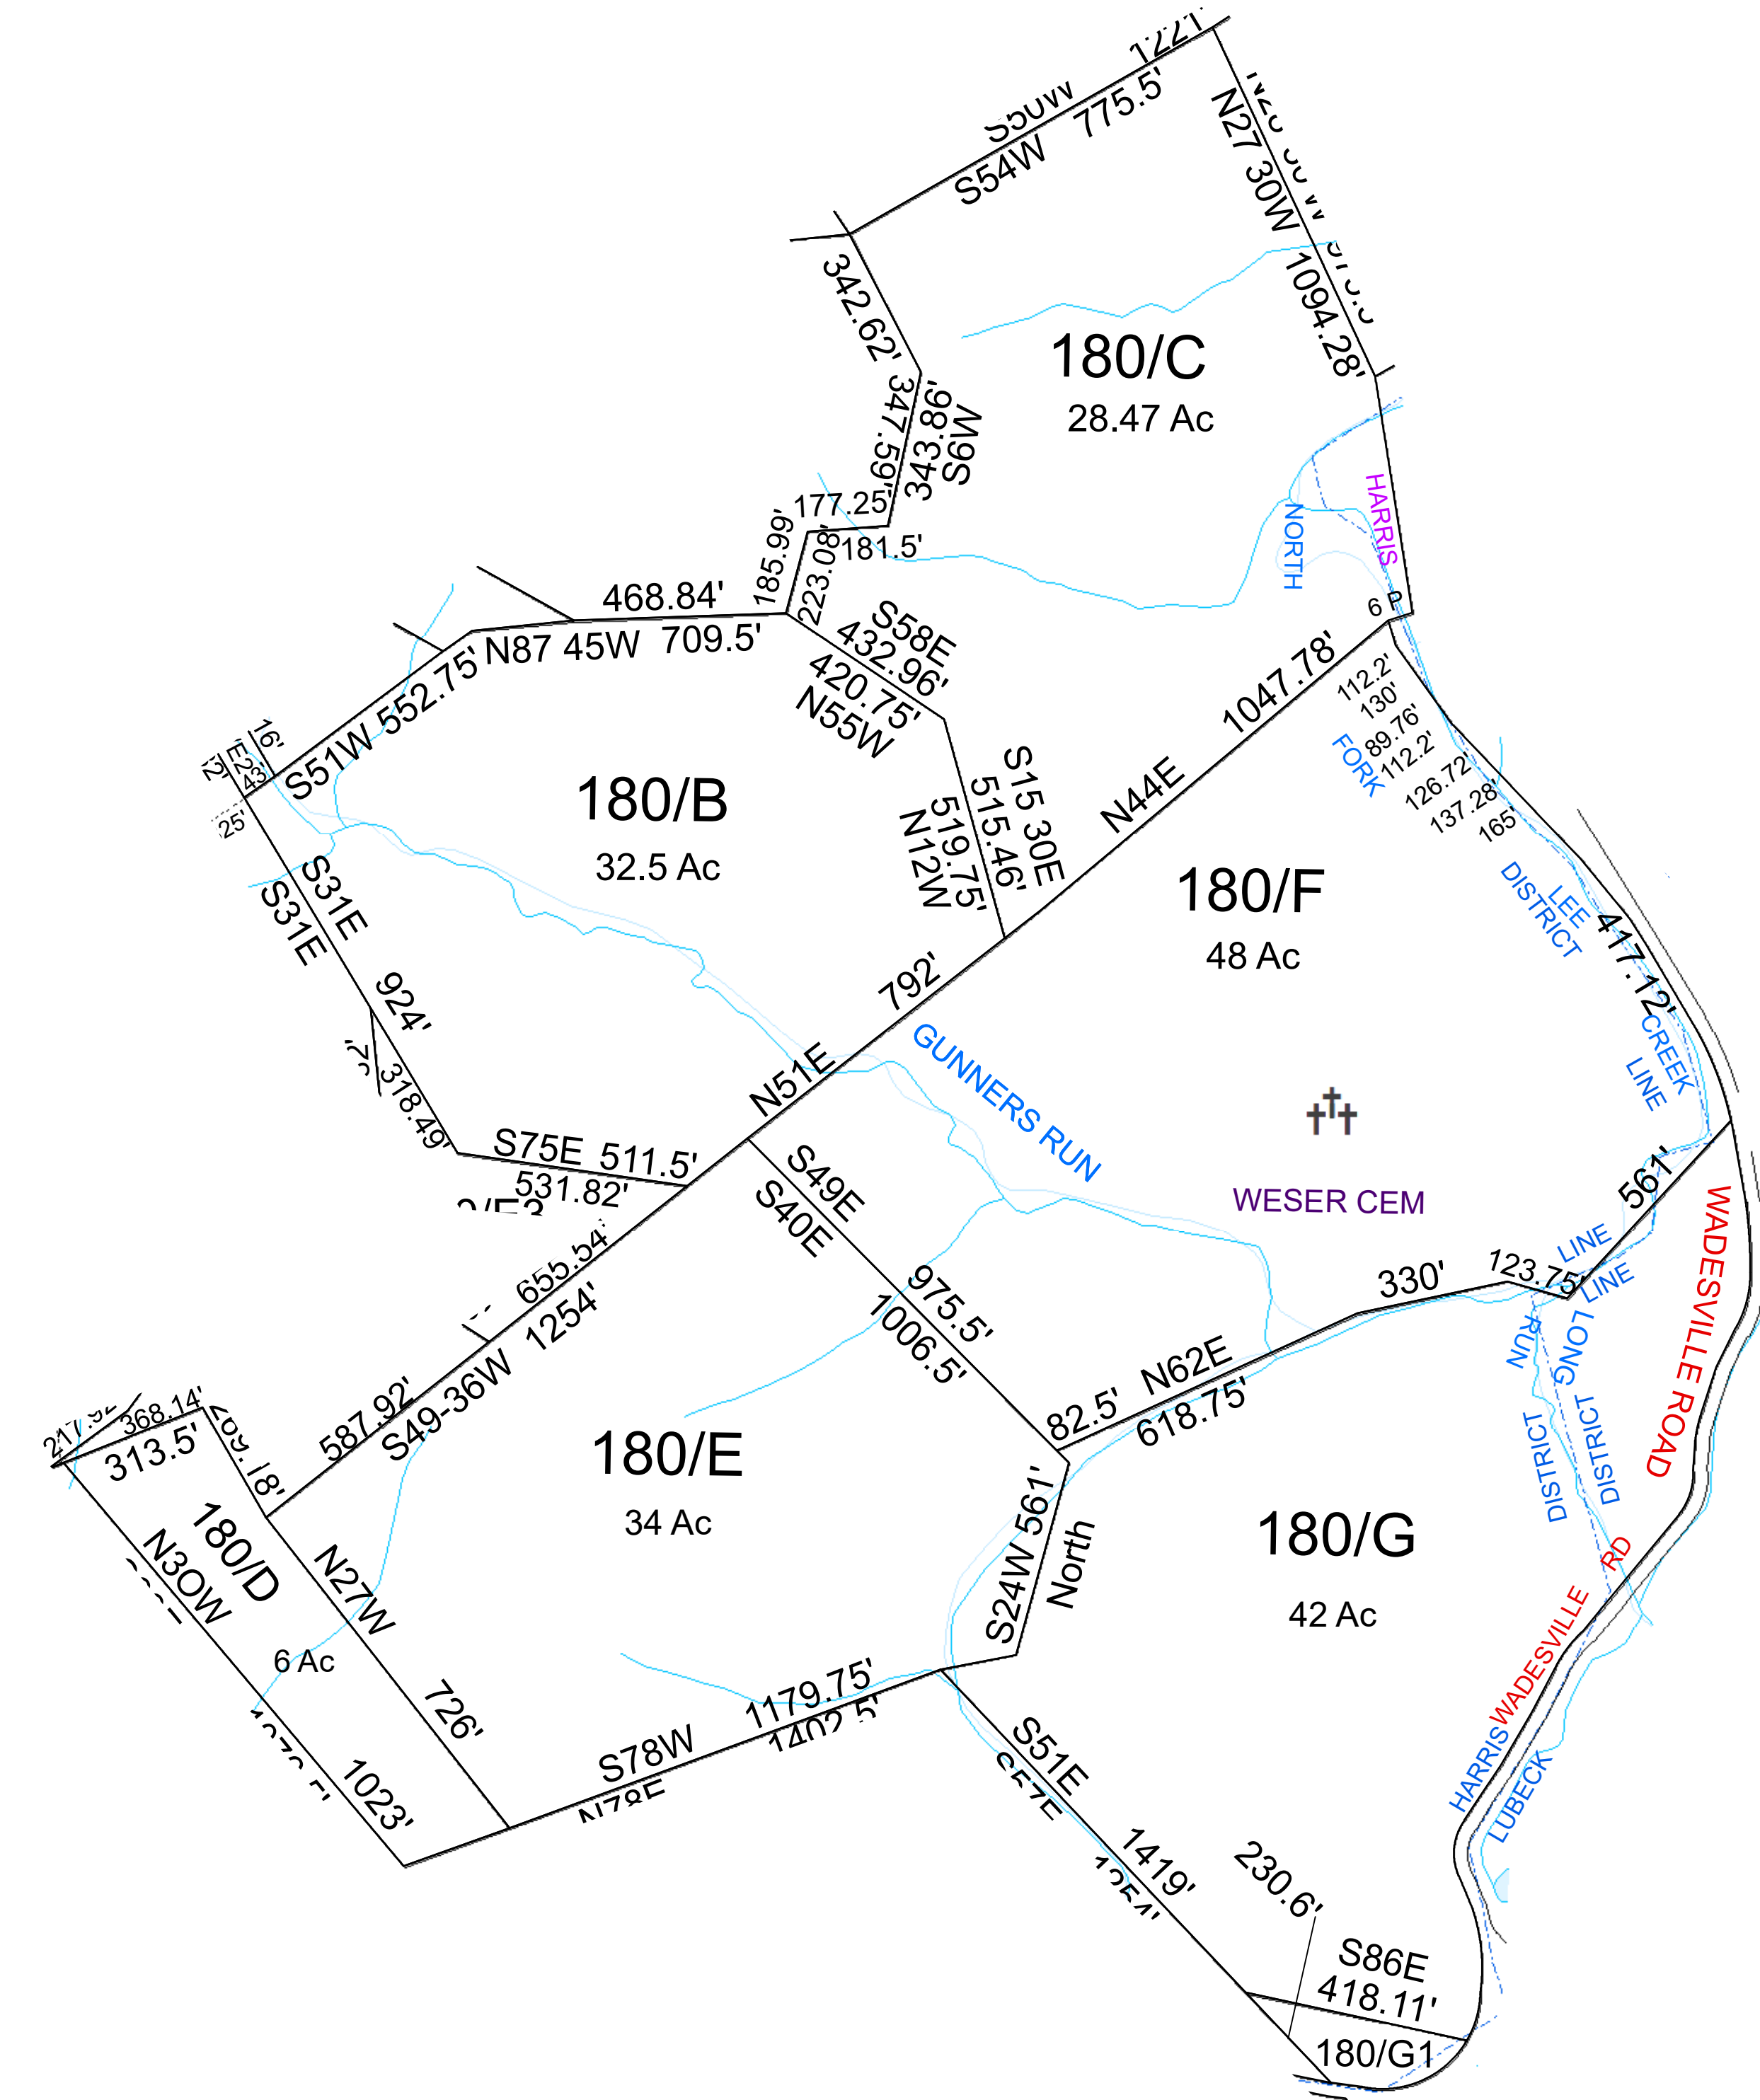 775.5'
S54W
N27 30W 1094.28'
342.62'
347.59'
343.86'
S9W
180/C
28.47 Ac
HARRIS
NORTH
177.25'
181.5'
185.99'
223.08'
468.84'
N87 45W 709.5'
S58E
432.96'
420.75'
N55W
S51W 552.75'
16'
43'
25'
180/B
32.5 Ac
S31E
S31E
924'
318.49'
S15 30E
515.46'
519.75'
N12W
N44E 1047.78'
6 P
112.2'
130'
89.76'
112.2'
126.72'
137.28'
165'
FORK
180/F
48 Ac
LEE
DISTRICT
417.12'
CREEK
LINE
N51E 792'
GUNNERS RUN
WESER CEM
S75E 511.5'
531.82'
655.54'
S49-36W 1254'
587.92'
S49E 975.5'
S40E 1006.5'
561'
LINE
LINE
330'
123.75'
82.5' N62E
618.75'
RUN
LONG
DISTRICT
DISTRICT
WADESVILLE ROAD
368.14'
313.5'
180/D
6 Ac
N30W 1023'
N27W 726'
180/E
34 Ac
S24W 561'
North
180/G
42 Ac
S78W 1179.75'
N78E 1402.5'
S51E 1419'
WADESVILLE RD
HARRIS
LUBECK
230.6'
S86E
418.11'
180/G1